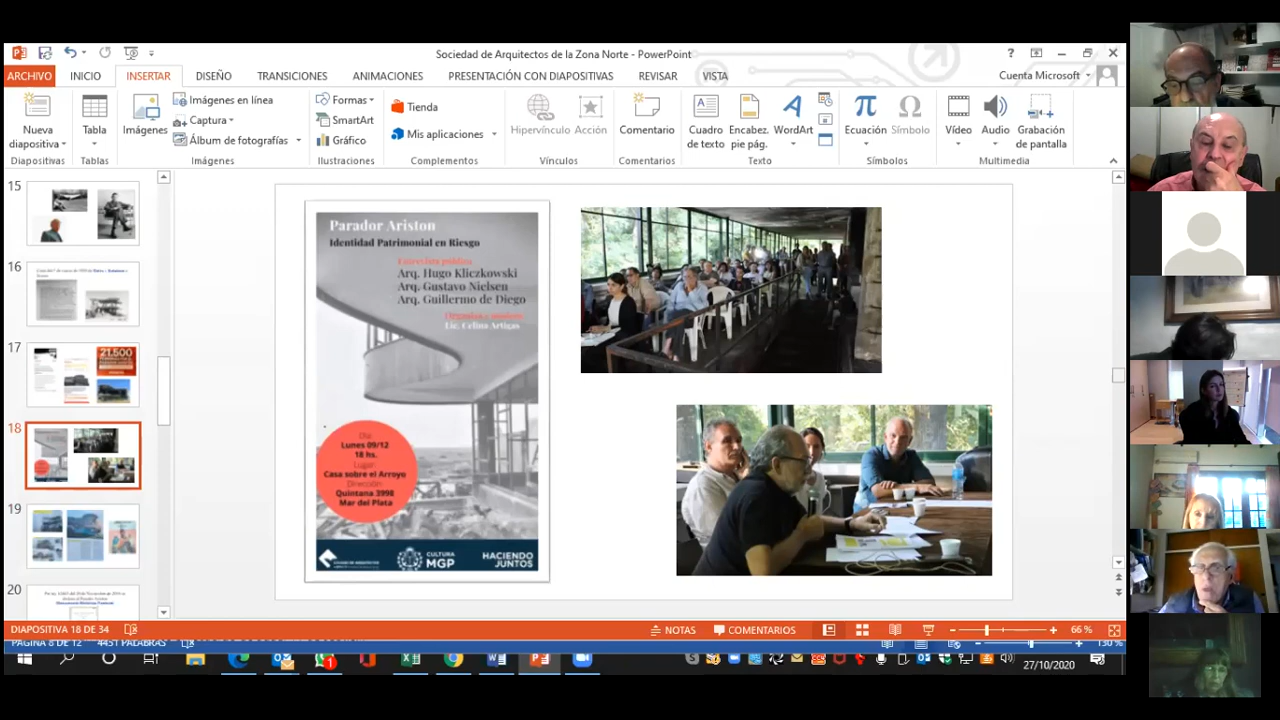 Sociedad de Arquitectos de la Zona Norte - PowerPoint
ARCHIVO INICIO INSERTAR DISEÑO TRANSICIONES ANIMACIONES PRESENTACIÓN CON DIAPOSITIVAS REVISAR VISTA Cuenta Microsoft
Nueva diapositiva
Tabla
Imágenes
Imágenes en línea
Captura
Álbum de fotografías
Formas
SmartArt
Gráfico
Tienda
Mis aplicaciones
Hipervínculo
Acción
Comentario
Cuadro de texto
Encabez. pie pág.
WordArt
Ecuación
Símbolo
Vídeo
Audio
Grabación de pantalla
Diapositivas Tablas Imágenes Ilustraciones Complementos Vínculos Comentarios Texto Símbolos Multimedia
15
16
17
21.500
18
19
20
Parador Ariston
Identidad Patrimonial en Riesgo
Entrevista pública
Arq. Hugo Kliczkowski
Arq. Gustavo Nielsen
Arq. Guillermo de Diego
Lic. Celina Artigas
Día:
Lunes 09/12
18 hs.
Lugar:
Casa sobre el Arroyo
Dirección
Quintana 3998
Mar del Plata
CULTURA
MGP
HACIENDO
JUNTOS
DIAPOSITIVA 18 DE 34 NOTAS COMENTARIOS 66 %
PÁGINA 8 DE 12 4451 PALABRAS 130 %
27/10/2020